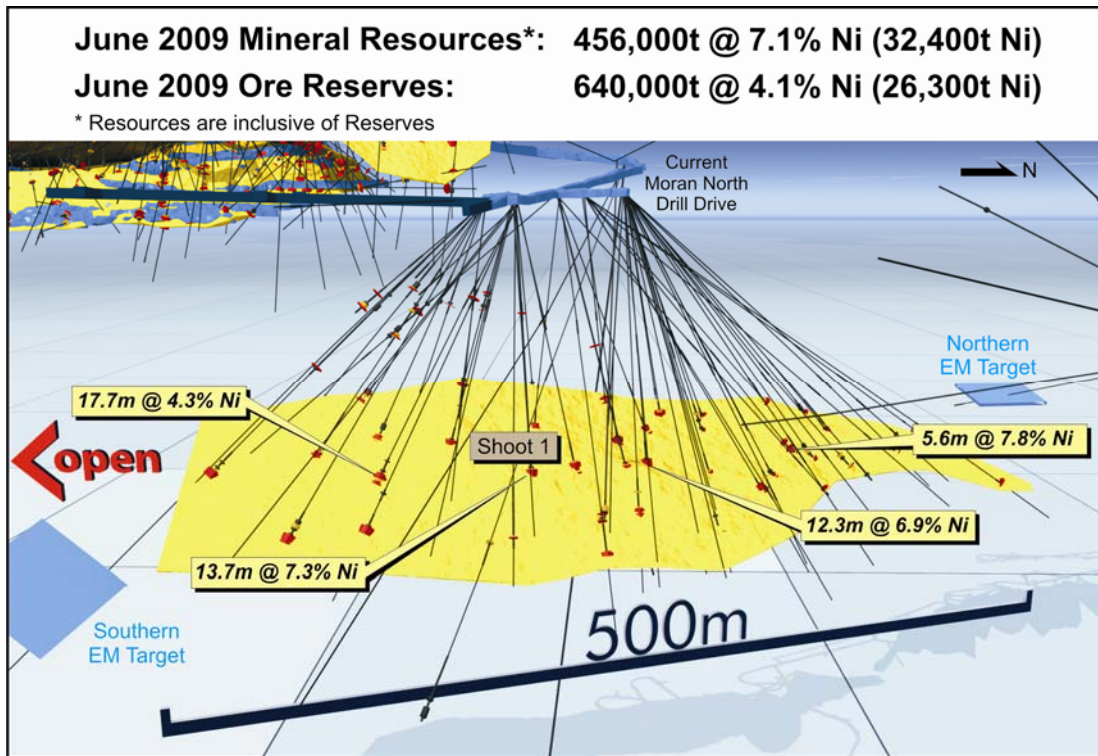 June 2009 Mineral Resources*: 456,000t @ 7.1% Ni (32,400t Ni)
June 2009 Ore Reserves: 640,000t @ 4.1% Ni (26,300t Ni)
* Resources are inclusive of Reserves
Current
Moran North
Drill Drive
N
Northern
EM Target
17.7m @ 4.3% Ni
open
Shoot 1
5.6m @ 7.8% Ni
12.3m @ 6.9% Ni
13.7m @ 7.3% Ni
Southern
EM Target
500m